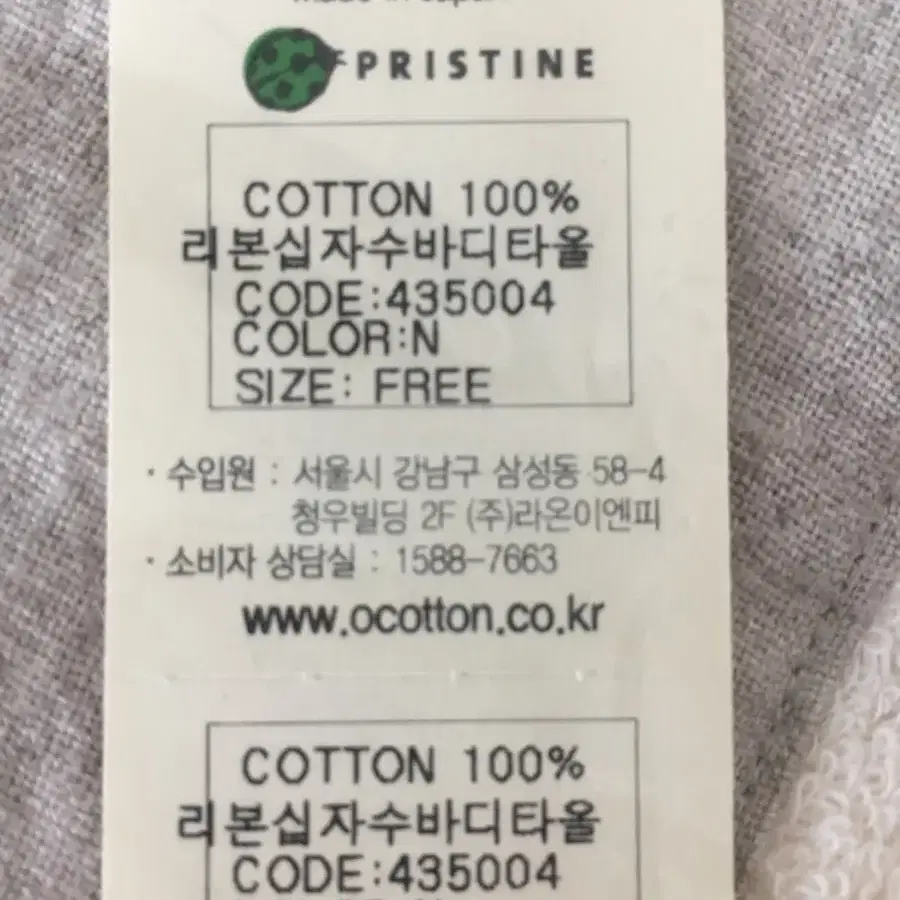 PRISTINE
COTTON 100%
리본십자수바디타올
CODE:435004
COLOR:N
SIZE: FREE
· 수입원 : 서울시 강남구 삼성동 58-4
청우빌딩 2F (주)라온이엔피
· 소비자 상담실 : 1588-7663
www.ocotton.co.kr
COTTON 100%
리본십자수바디타올
CODE:435004